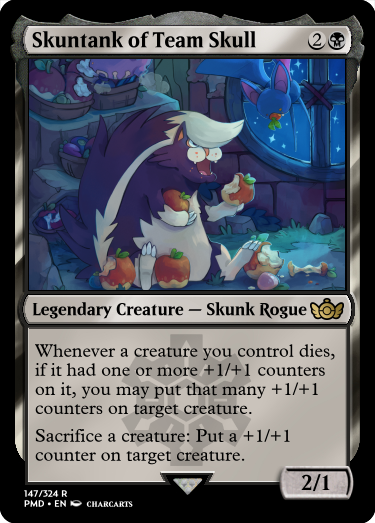 Skuntank of Team Skull 2
Legendary Creature — Skunk Rogue
Whenever a creature you control dies,
if it had one or more +1/+1 counters
on it, you may put that many +1/+1
counters on target creature.
Sacrifice a creature: Put a +1/+1
counter on target creature.
2/1
147/324 R
PMD • EN CHARCARTS